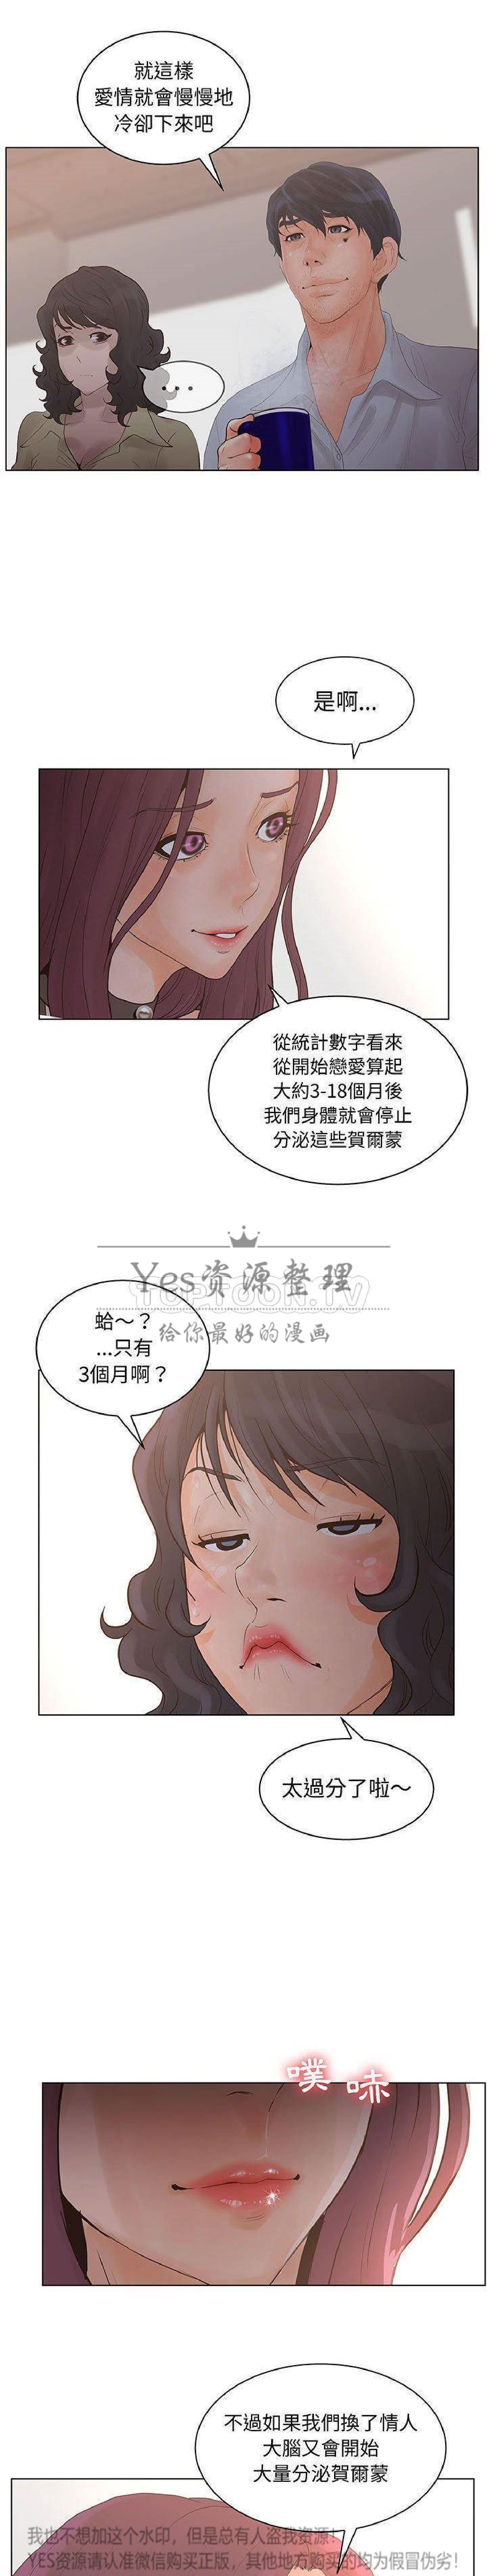 就這樣
愛情就會慢慢地
冷卻下來吧
...
是啊...
從統計數字看來
從開始戀愛算起
大約3-18個月後
我們身體就會停止
分泌這些賀爾蒙
Yes资源整理
TOPTOON.TV
给你最好的漫画
蛤～？
...只有
3個月啊？
太過分了啦～
噗哧
不過如果我們換了情人
大腦又會開始
大量分泌賀爾蒙
我也不想加这个水印，但是总有人盗我资源！
YES资源请认准微信购买正版，其他地方购买的均为假冒伪劣！